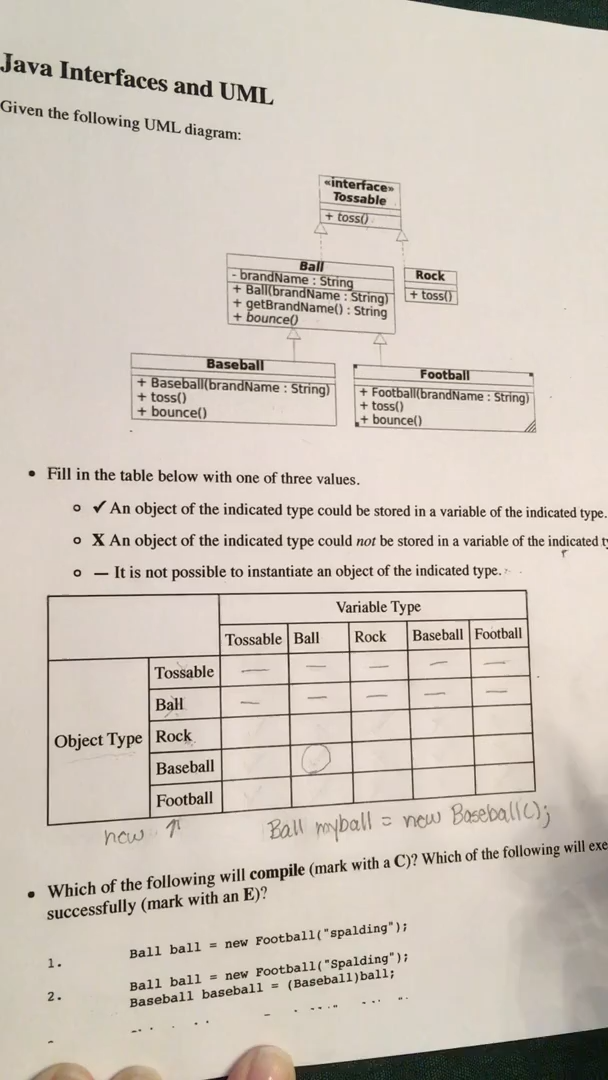 Java Interfaces and UML
Given the following UML diagram:
«interface»
Tossable
+ toss()
Ball
- brandName : String
+ Ball(brandName : String)
+ getBrandName() : String
+ bounce()
Rock
+ toss()
Baseball
+ Baseball(brandName : String)
+ toss()
+ bounce()
Football
+ Football(brandName : String)
+ toss()
+ bounce()
• Fill in the table below with one of three values.
o ✓ An object of the indicated type could be stored in a variable of the indicated type.
o X An object of the indicated type could not be stored in a variable of the indicated
o — It is not possible to instantiate an object of the indicated type.
Variable Type
Tossable Ball Rock Baseball Football
Object Type
Tossable — — — — —
Ball — — — — —
Rock
Baseball
Football
new ↑
Ball myball = new Baseball();
• Which of the following will compile (mark with a C)? Which of the following will
successfully (mark with an E)?
1. Ball ball = new Football("spalding");
2. Ball ball = new Football("Spalding");
Baseball baseball = (Baseball)ball;